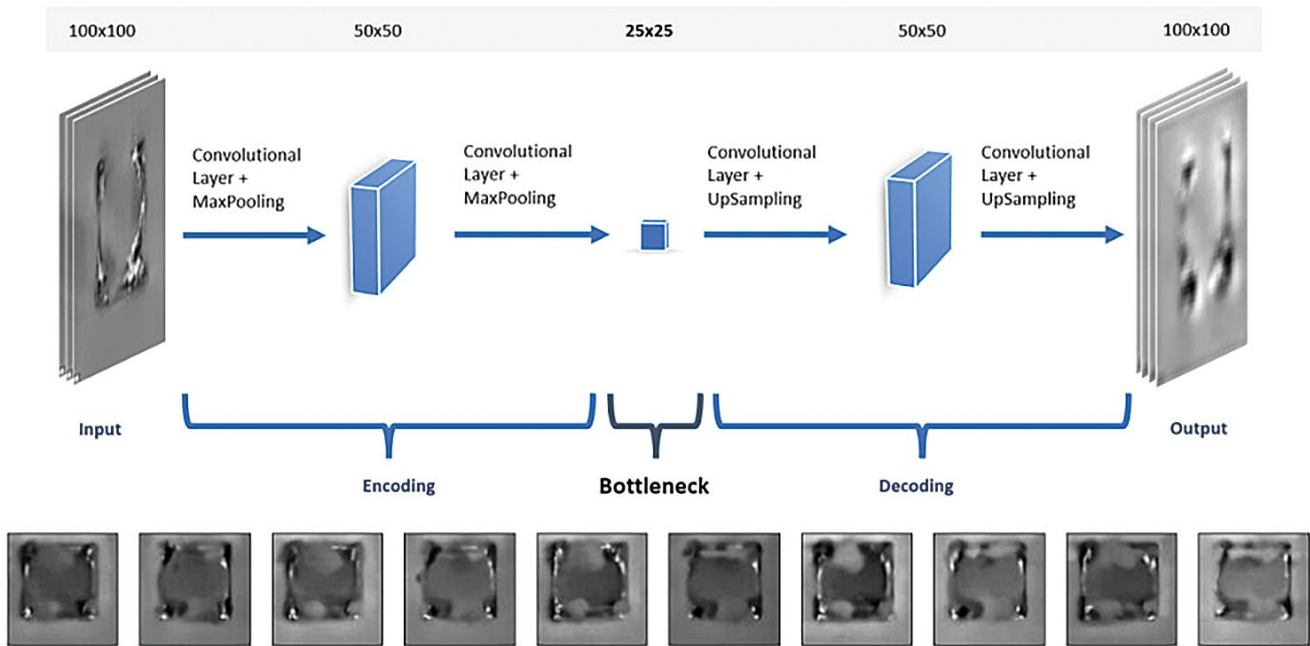 100x100 50x50 25x25 50x50 100x100
Convolutional
Layer +
MaxPooling
Convolutional
Layer +
MaxPooling
Convolutional
Layer +
UpSampling
Convolutional
Layer +
UpSampling
Input
Encoding
Bottleneck
Decoding
Output